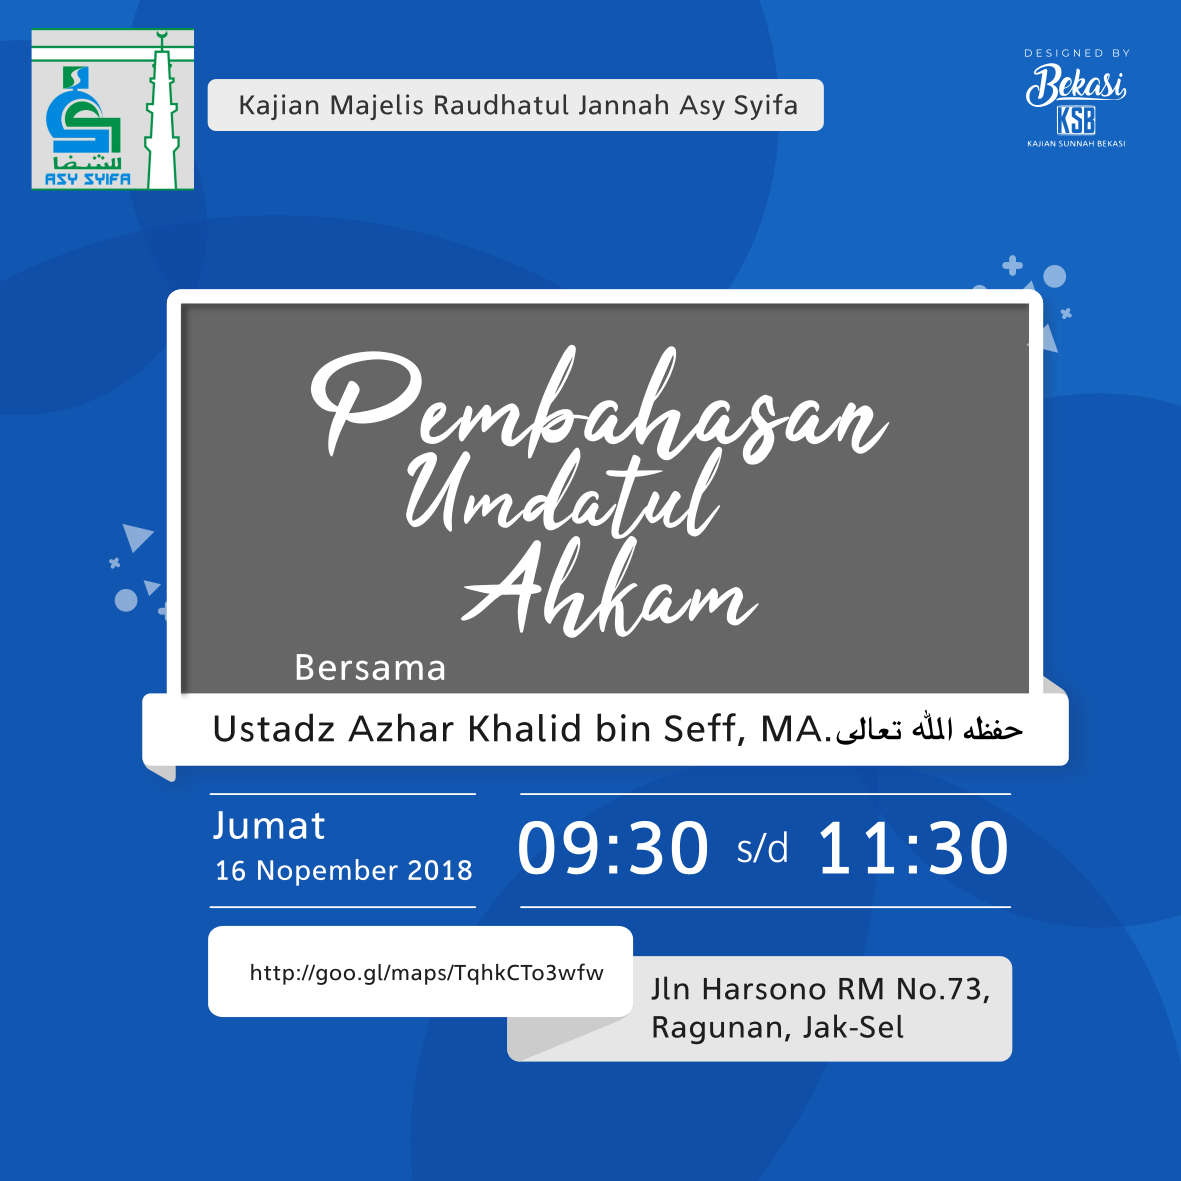 للشفا
ASY SYIFA
Kajian Majelis Raudhatul Jannah Asy Syifa
DESIGNED BY
Bekasi
KSB
KAJIAN SUNNAH BEKASI
Pembahasan
Umdatul
Ahkam
Bersama
Ustadz Azhar Khalid bin Seff, MA.حفظه الله تعالى
Jumat
16 Nopember 2018
09:30 s/d 11:30
http://goo.gl/maps/TqhkCTo3wfw
Jln Harsono RM No.73,
Ragunan, Jak-Sel